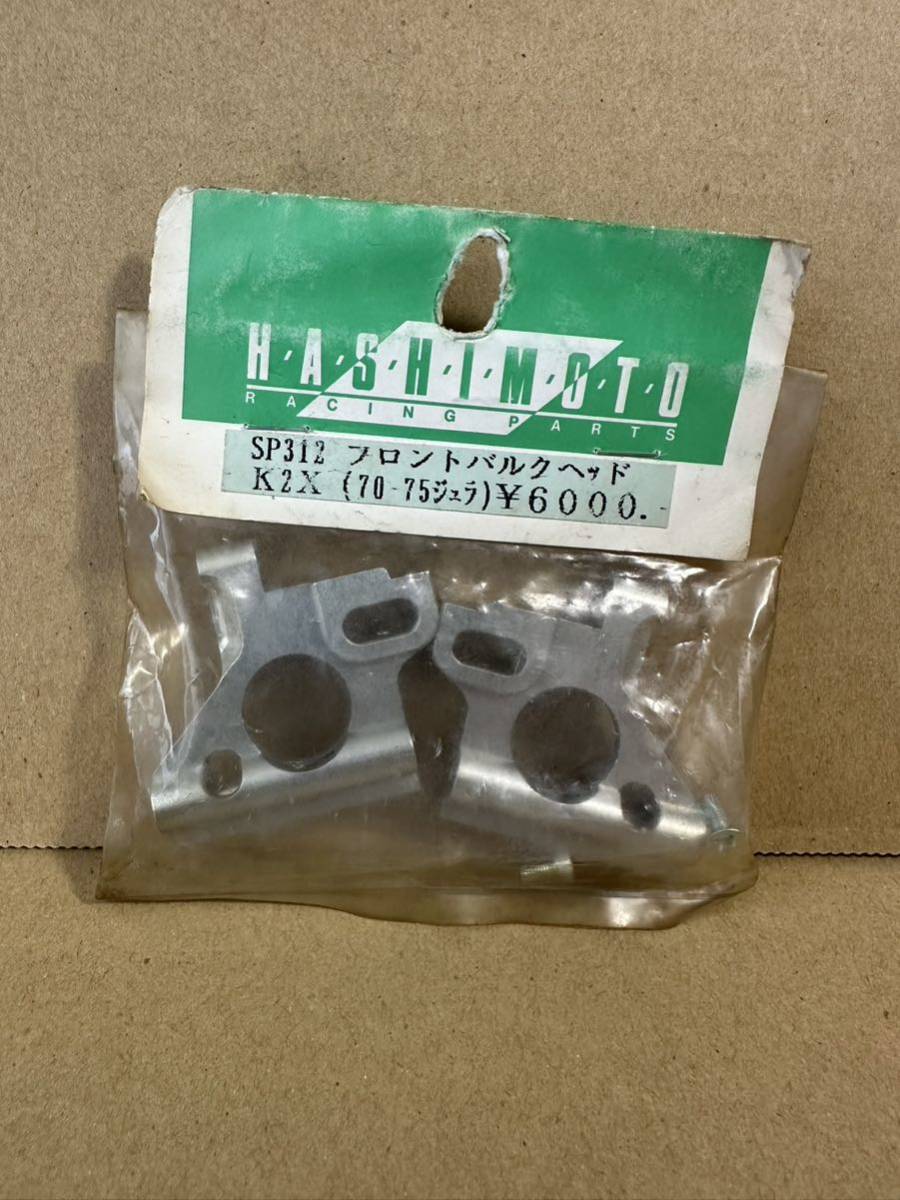 H·A·S·H·I·M·O·T·O
RACING PARTS
SP312 フロントバルクヘッド
K2X (70-75ジュラ)¥6000.-